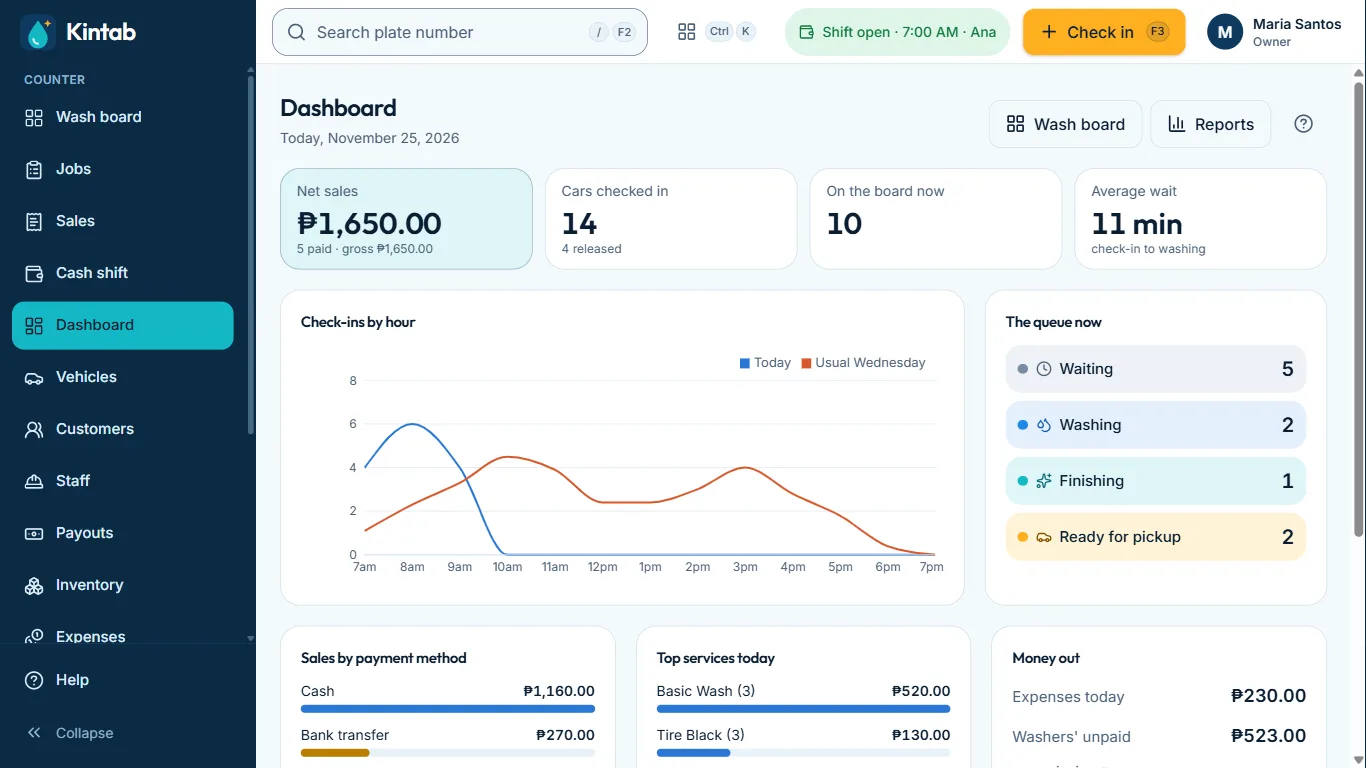 Kintab
Search plate number
/ F2
Ctrl K
Shift open · 7:00 AM · Ana
+ Check in F3
M
Maria Santos
Owner
COUNTER
Wash board
Jobs
Sales
Cash shift
Dashboard
Vehicles
Customers
Staff
Payouts
Inventory
Expenses
Help
Collapse
Dashboard
Today, November 25, 2026
Wash board
Reports
Net sales
₱1,650.00
5 paid · gross ₱1,650.00
Cars checked in
14
4 released
On the board now
10
Average wait
11 min
check-in to washing
Check-ins by hour
Today Usual Wednesday
8
6
4
2
0
7am 8am 9am 10am 11am 12pm 1pm 2pm 3pm 4pm 5pm 6pm 7pm
The queue now
Waiting 5
Washing 2
Finishing 1
Ready for pickup 2
Sales by payment method
Cash ₱1,160.00
Bank transfer ₱270.00
Top services today
Basic Wash (3) ₱520.00
Tire Black (3) ₱130.00
Money out
Expenses today ₱230.00
Washers' unpaid ₱523.00